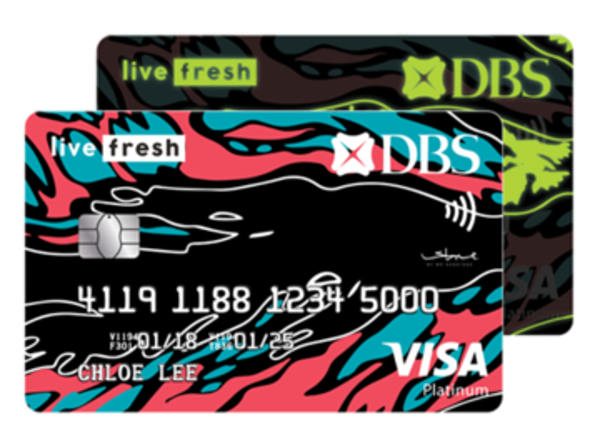 live fresh
DBS
live fresh
DBS
4119 1188 1234 5000
01/18
01/25
CHLOE LEE
VISA
Platinum